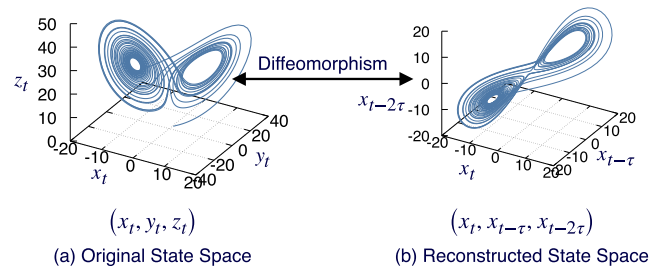 50
40
30
20
10
0
z_t
-20
-10
0
10
20
x_t
-40
-20
0
20
40
y_t
Diffeomorphism
20
10
0
-10
-20
x_{t-2τ}
-20
-10
0
10
20
x_t
-20
-10
0
10
20
x_{t-τ}
(x_t, y_t, z_t)
(x_t, x_{t-τ}, x_{t-2τ})
(a) Original State Space
(b) Reconstructed State Space